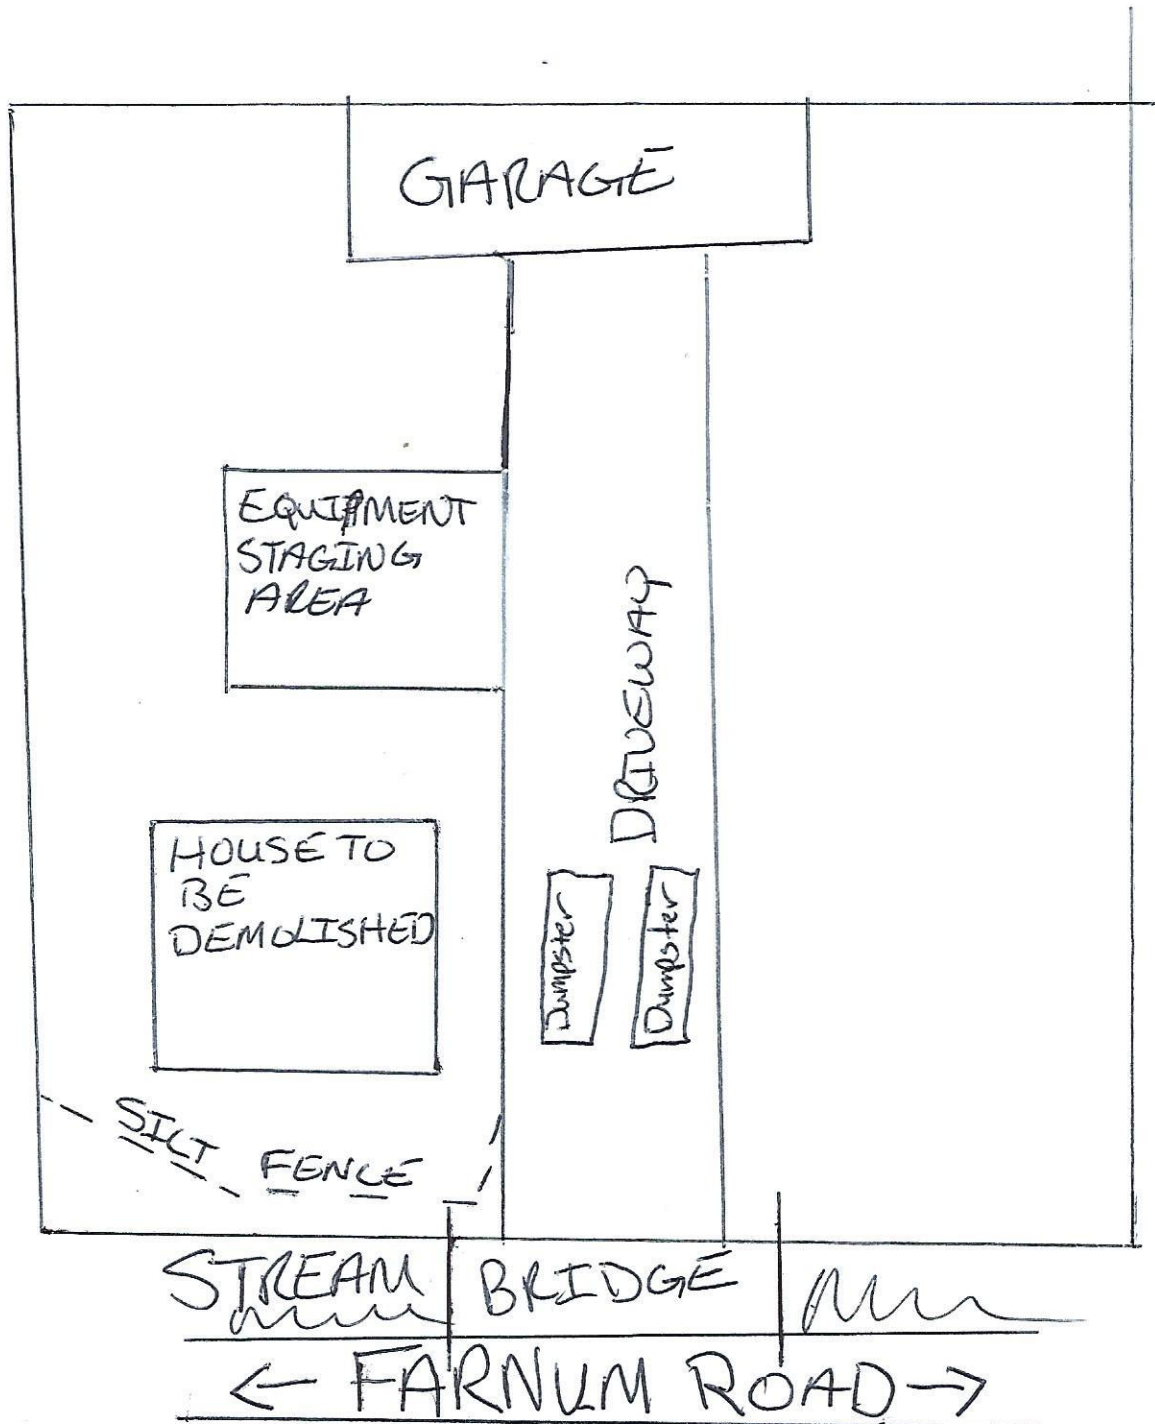 GARAGE
EQUIPMENT
STAGING
AREA
DRIVEWAY
HOUSE TO
BE
DEMOLISHED
Dumpster
Dumpster
SILT FENCE
STREAM
BRIDGE
← FARNUM ROAD →